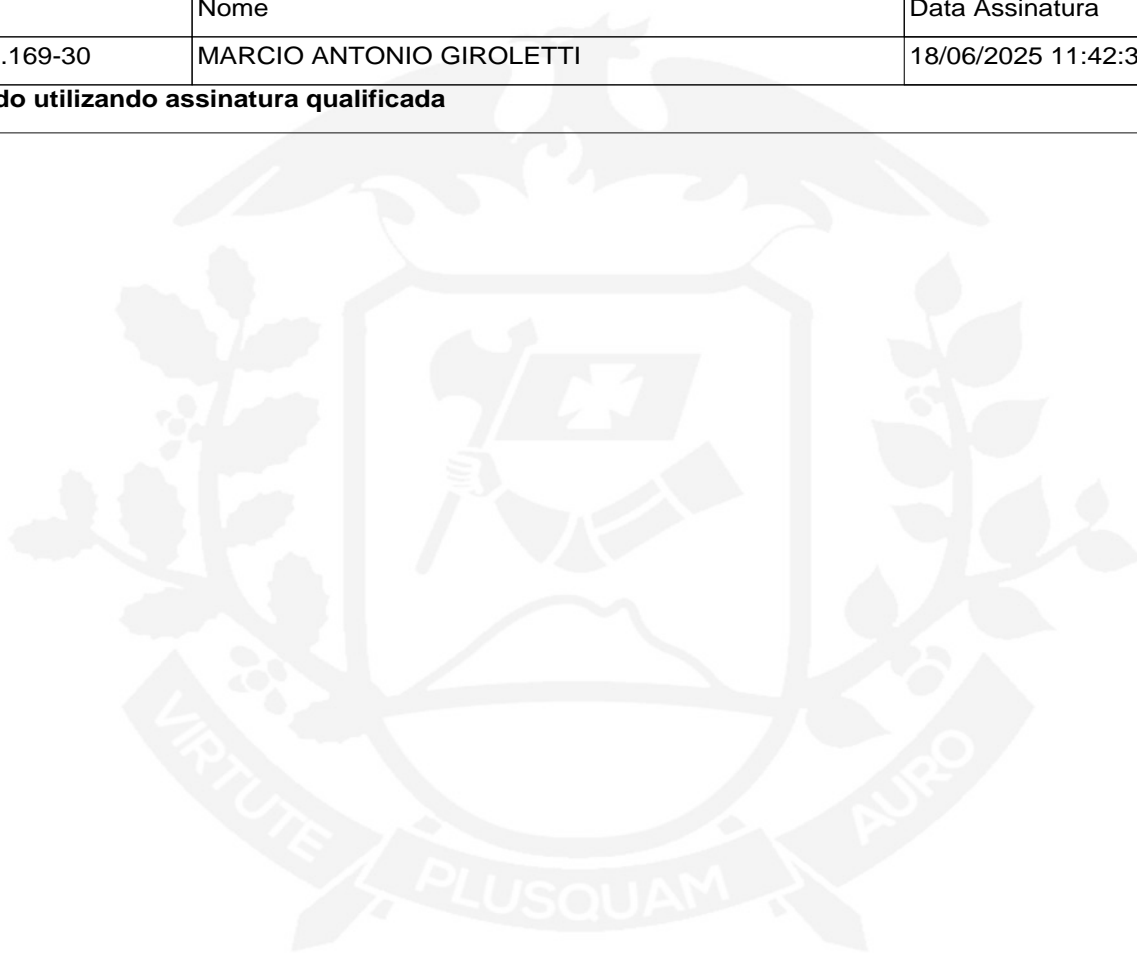 Nome Data Assinatura
.169-30 MARCIO ANTONIO GIROLETTI 18/06/2025 11:42:3
do utilizando assinatura qualificada
VIRTUTE PLUSQUAM AURO